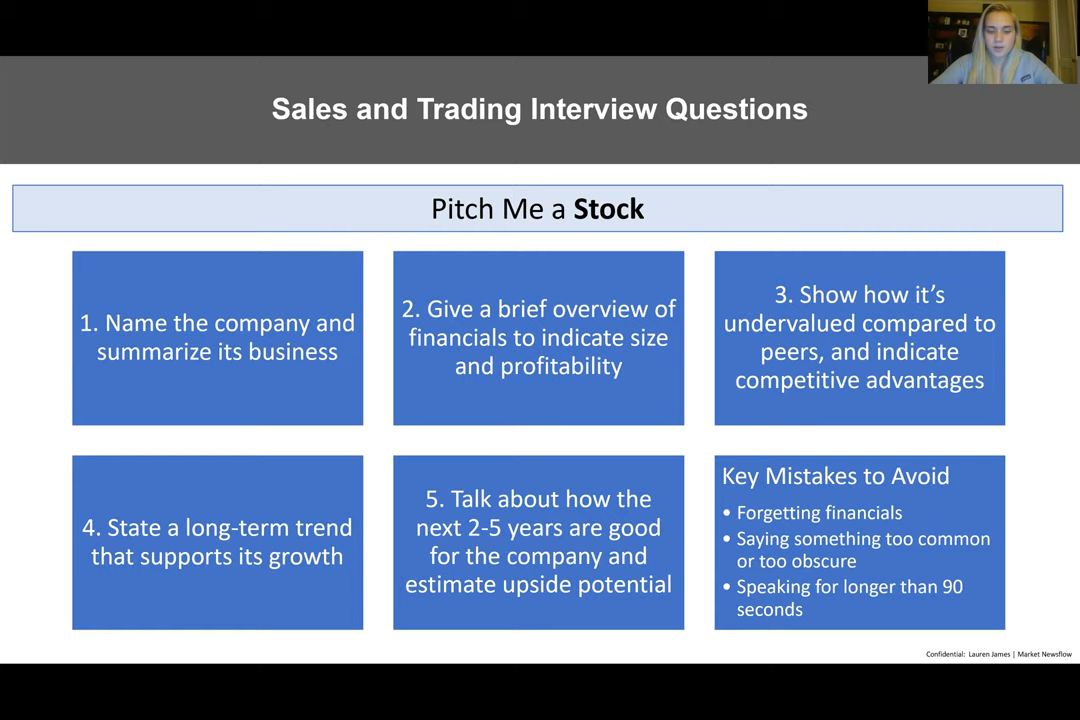 Sales and Trading Interview Questions
Pitch Me a Stock
1. Name the company and
summarize its business
2. Give a brief overview of
financials to indicate size
and profitability
3. Show how it’s
undervalued compared to
peers, and indicate
competitive advantages
4. State a long-term trend
that supports its growth
5. Talk about how the
next 2-5 years are good
for the company and
estimate upside potential
Key Mistakes to Avoid
• Forgetting financials
• Saying something too common
or too obscure
• Speaking for longer than 90
seconds
Confidential: Lauren James | Market Newsflow